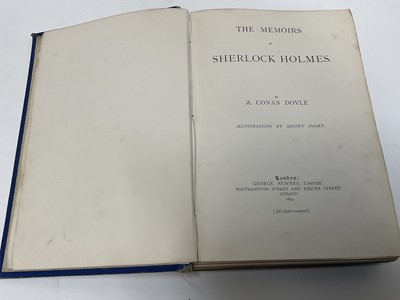 THE MEMOIRS
OF
SHERLOCK HOLMES.
BY
A. CONAN DOYLE.
ILLUSTRATIONS BY SIDNEY PAGET.
London:
GEORGE NEWNES, LIMITED,
SOUTHAMPTON STREET AND EXETER STREET,
STRAND.
1894
[All rights reserved]